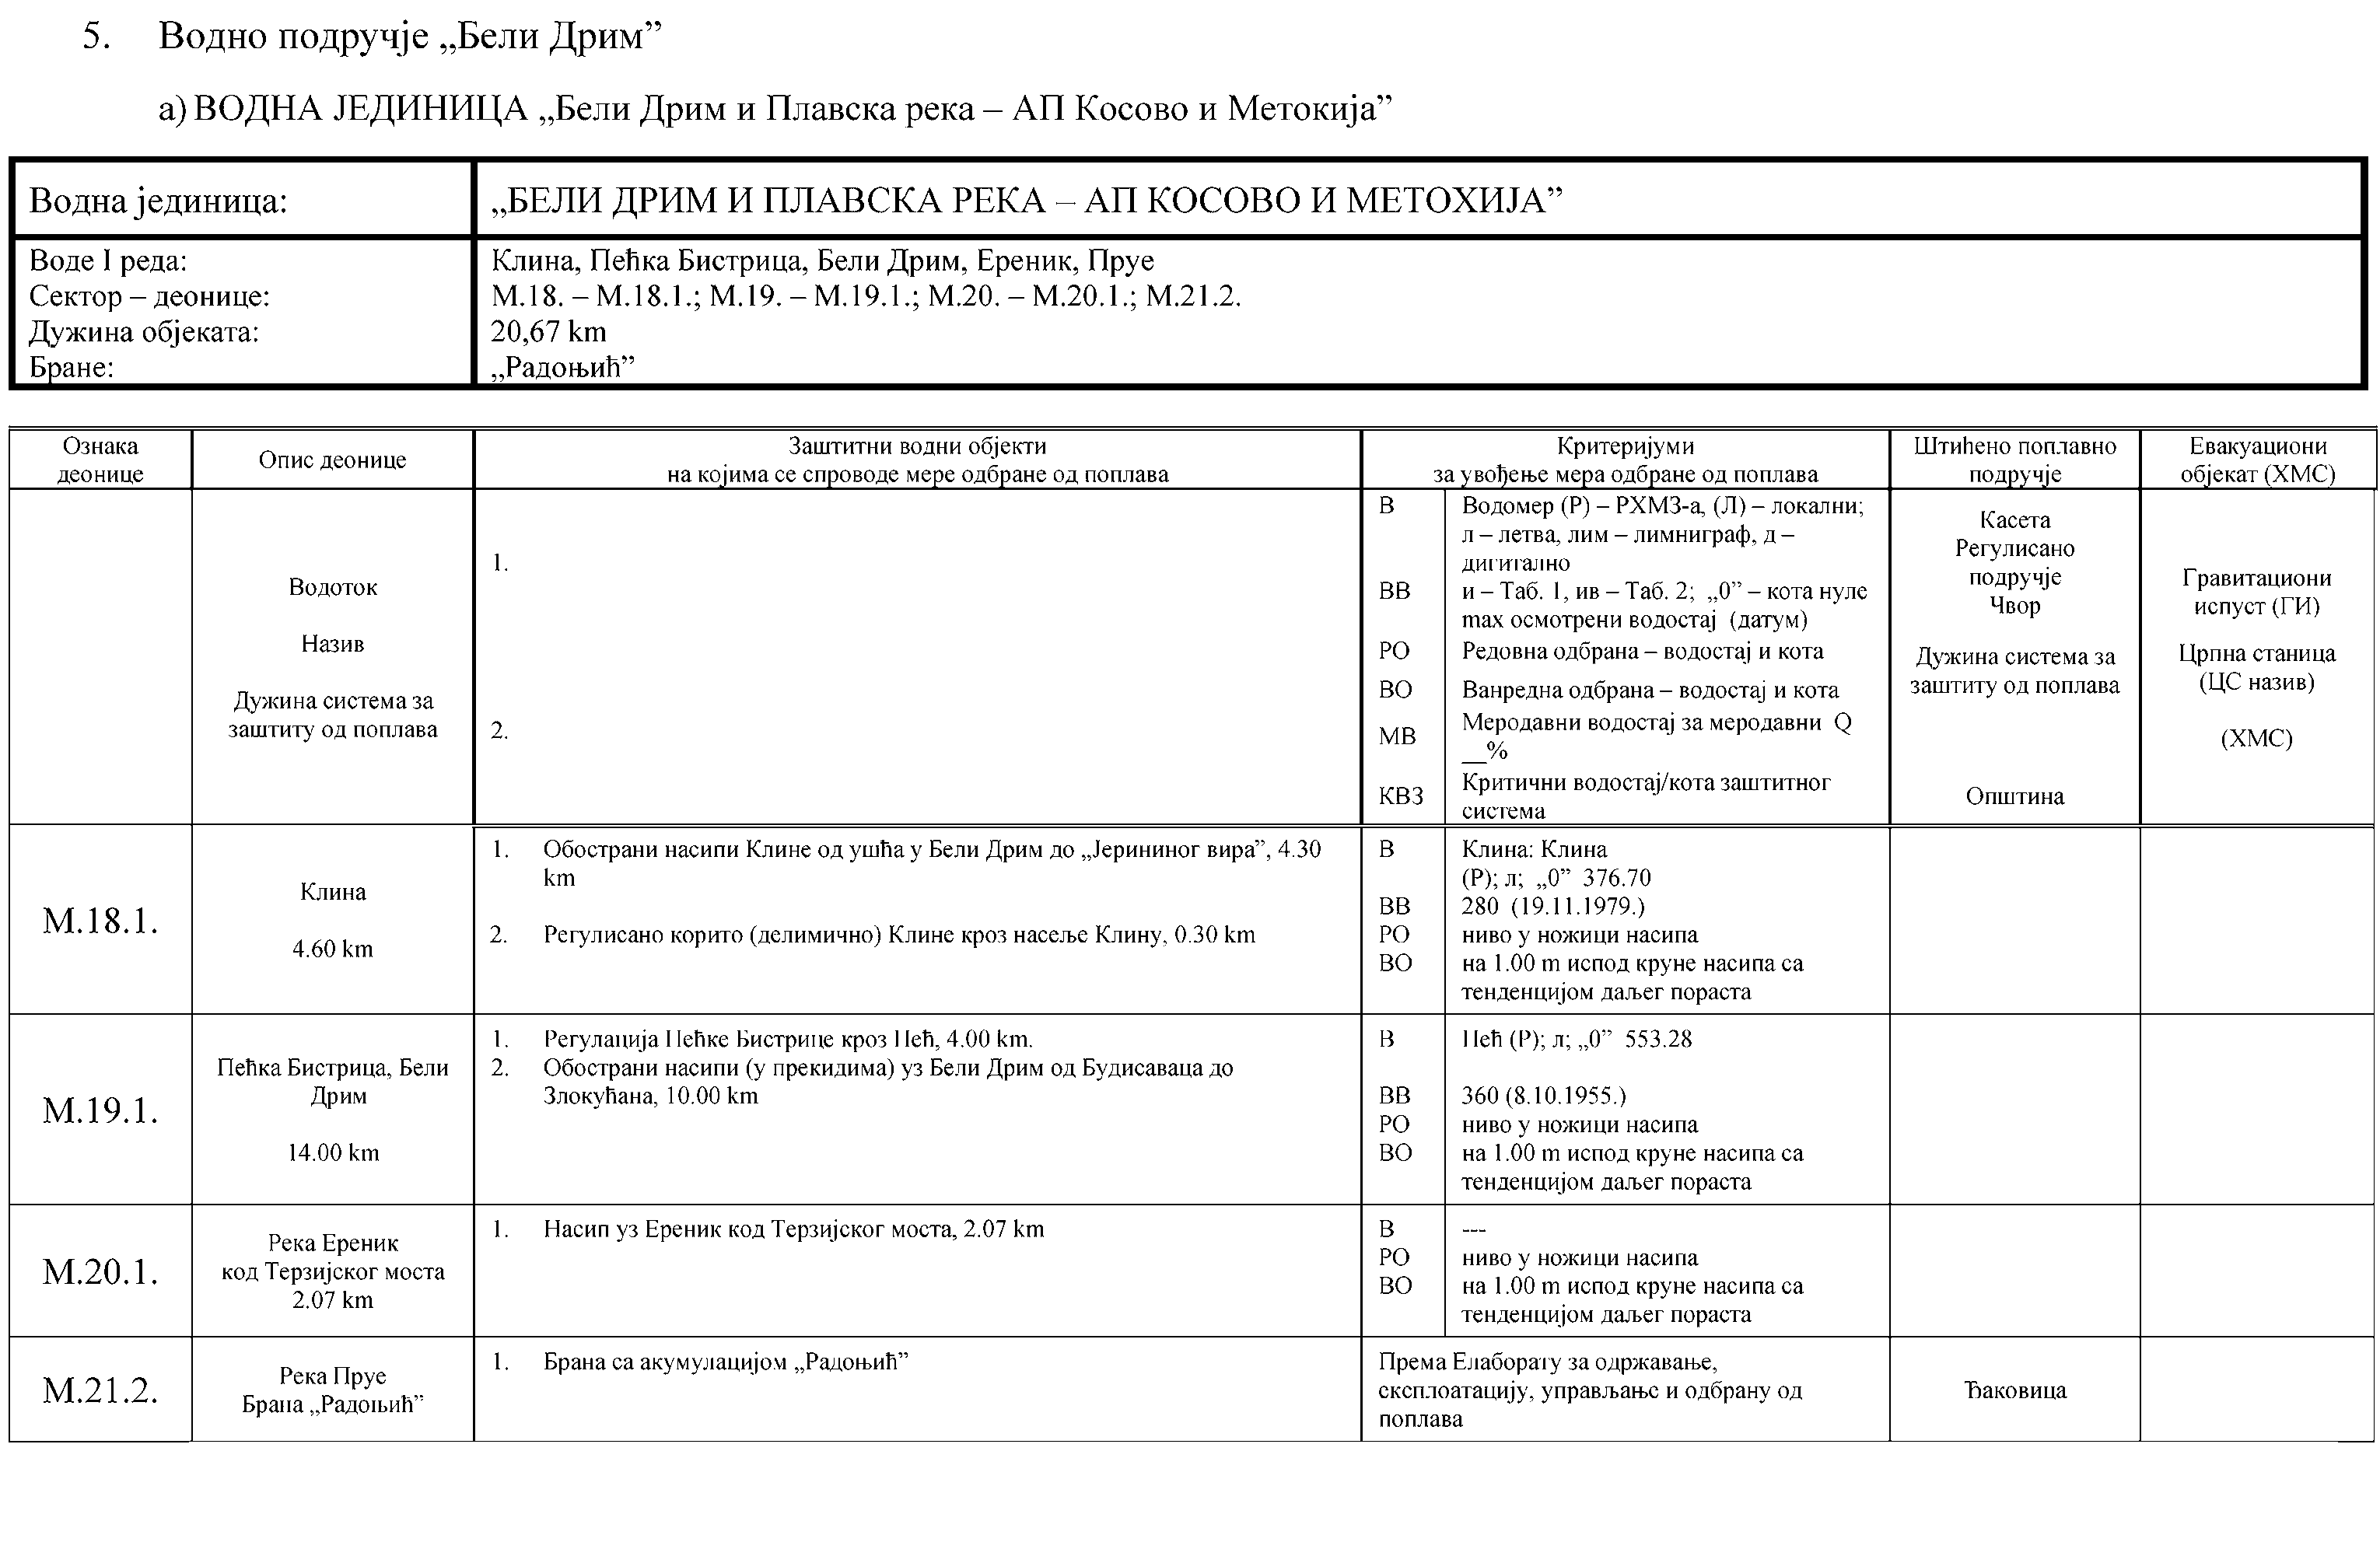 5. Водно подручје „Бели Дрим”
а) ВОДНА ЈЕДИНИЦА „Бели Дрим и Плавска река – АП Косово и Метокија”
Водна јединица: „БЕЛИ ДРИМ И ПЛАВСКА РЕКА – АП КОСОВО И МЕТОХИЈА”
Воде I реда: Клина, Пећка Бистрица, Бели Дрим, Ереник, Пруе
Сектор – деонице: М.18. – М.18.1.; М.19. – М.19.1.; М.20. – М.20.1.; М.21.2.
Дужина објеката: 20,67 km
Бране: „Радоњић”
Ознака
деонице
Опис деонице
Заштитни водни објекти
на којима се спроводе мере одбране од поплава
Критеријуми
за увођење мера одбране од поплава
Штићено поплавно
подручје
Евакуациони
објекат (ХМС)
Водоток
Назив
Дужина система за
заштиту од поплава
1.
2.
В Водомер (Р) – РХМЗ-а, (Л) – локални;
л – летва, лим – лимниграф, д –
дигитално
ВВ и – Таб. 1, ив – Таб. 2; „0” – кота нуле
max осмотрени водостај (датум)
РО Редовна одбрана – водостај и кота
ВО Ванредна одбрана – водостај и кота
МВ Меродавни водостај за меродавни Q
__%
КВЗ Критични водостај/кота заштитног
система
Касета
Регулисано
подручје
Чвор
Дужина система за
заштиту од поплава
Општина
Гравитациони
испуст (ГИ)
Црпна станица
(ЦС назив)
(ХМС)
М.18.1.
Клина
4.60 km
1. Обострани насипи Клине од ушћа у Бели Дрим до „Јерининог вира”, 4.30
km
2. Регулисано корито (делимично) Клине кроз насеље Клину, 0.30 km
В Клина: Клина
(Р); л; „0” 376.70
ВВ 280 (19.11.1979.)
РО ниво у ножици насипа
ВО на 1.00 m испод круне насипа са
тенденцијом даљег пораста
М.19.1.
Пећка Бистрица, Бели
Дрим
14.00 km
1. Регулација Пећке Бистрице кроз Пећ, 4.00 km.
2. Обострани насипи (у прекидима) уз Бели Дрим од Будисаваца до
Злокућана, 10.00 km
В Пећ (Р); л; „0” 553.28
ВВ 360 (8.10.1955.)
РО ниво у ножици насипа
ВО на 1.00 m испод круне насипа са
тенденцијом даљег пораста
М.20.1.
Река Ереник
код Терзијског моста
2.07 km
1. Насип уз Ереник код Терзијског моста, 2.07 km
В ---
РО ниво у ножици насипа
ВО на 1.00 m испод круне насипа са
тенденцијом даљег пораста
М.21.2.
Река Пруе
Брана „Радоњић”
1. Брана са акумулацијом „Радоњић”
Према Елаборату за одржавање,
експлоатацију, управљање и одбрану од
поплава
Ђаковица